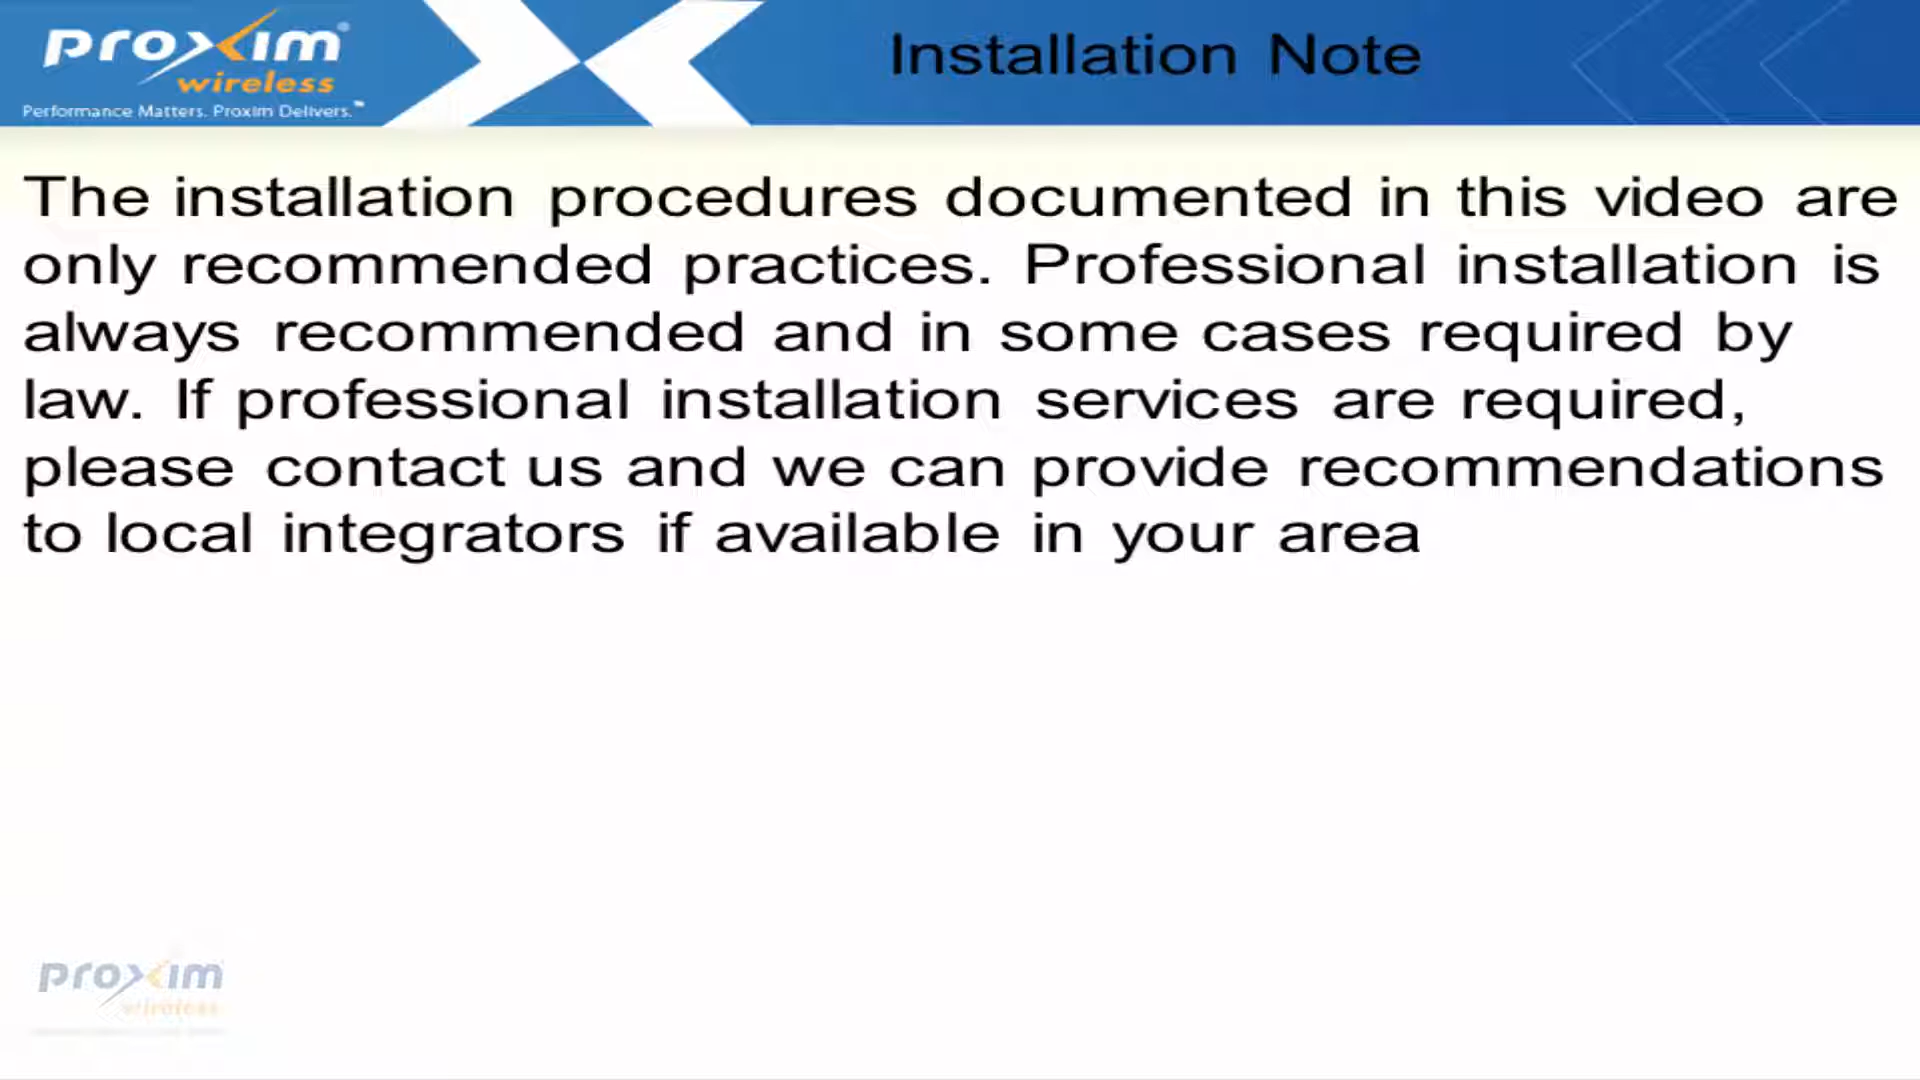 proxim®
wireless
Performance Matters. Proxim Delivers.™
Installation Note
The installation procedures documented in this video are
only recommended practices. Professional installation is
always recommended and in some cases required by
law. If professional installation services are required,
please contact us and we can provide recommendations
to local integrators if available in your area
proxim
wireless